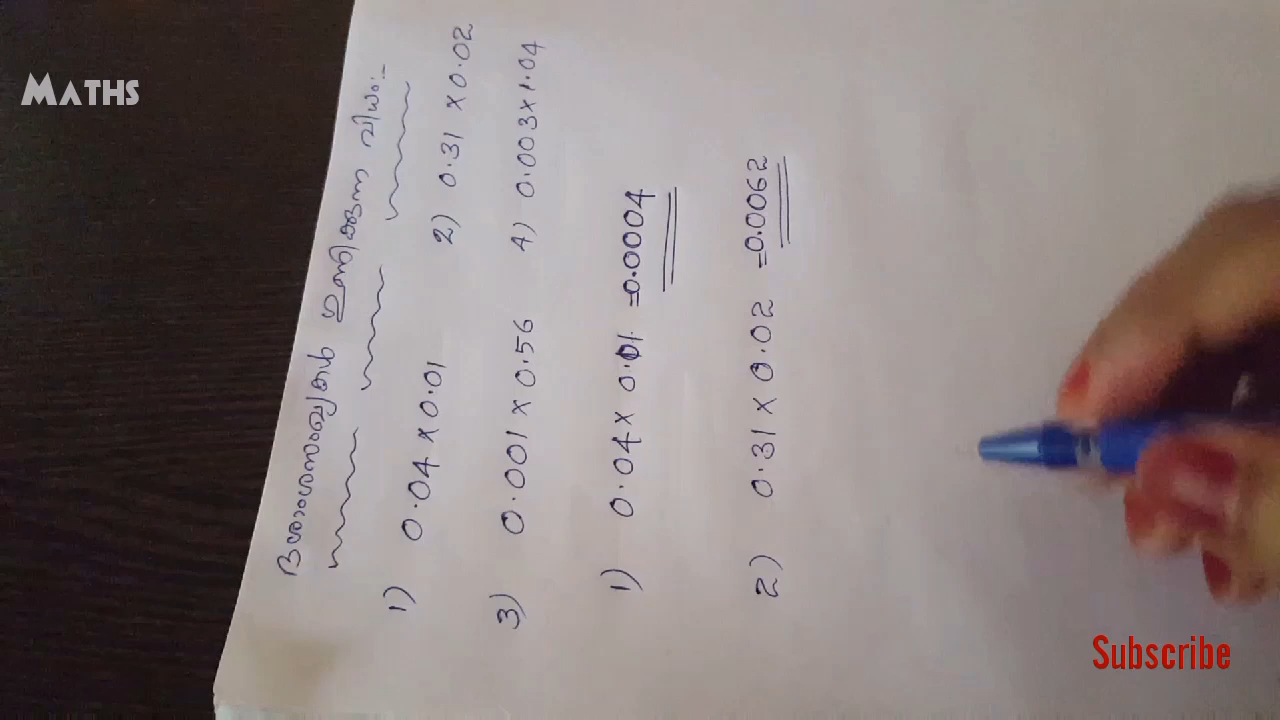 MATHS
ദശാംശസംഖ്യകൾ ഗുണിക്കുന്ന വിധം:-
1) 0.04 x 0.01 2) 0.31 x 0.02
3) 0.001 x 0.56 4) 0.003 x 1.04
1) 0.04 x 0.01. =0.0004
2) 0.31 x 0.02 =0.0062
Subscribe